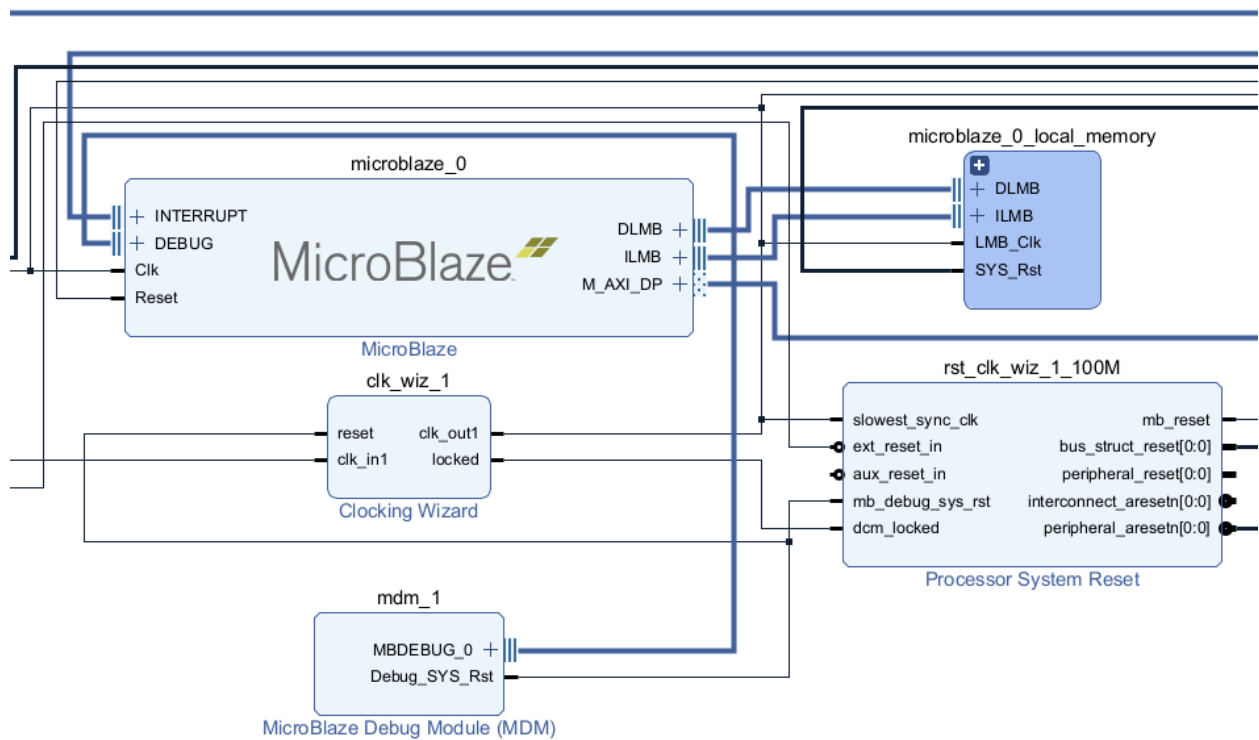 microblaze_0
INTERRUPT
DEBUG
Clk
Reset
MicroBlaze
DLMB
ILMB
M_AXI_DP
MicroBlaze
microblaze_0_local_memory
DLMB
ILMB
LMB_Clk
SYS_Rst
clk_wiz_1
reset
clk_in1
clk_out1
locked
Clocking Wizard
rst_clk_wiz_1_100M
slowest_sync_clk
ext_reset_in
aux_reset_in
mb_debug_sys_rst
dcm_locked
mb_reset
bus_struct_reset[0:0]
peripheral_reset[0:0]
interconnect_aresetn[0:0]
peripheral_aresetn[0:0]
Processor System Reset
mdm_1
MBDEBUG_0
Debug_SYS_Rst
MicroBlaze Debug Module (MDM)